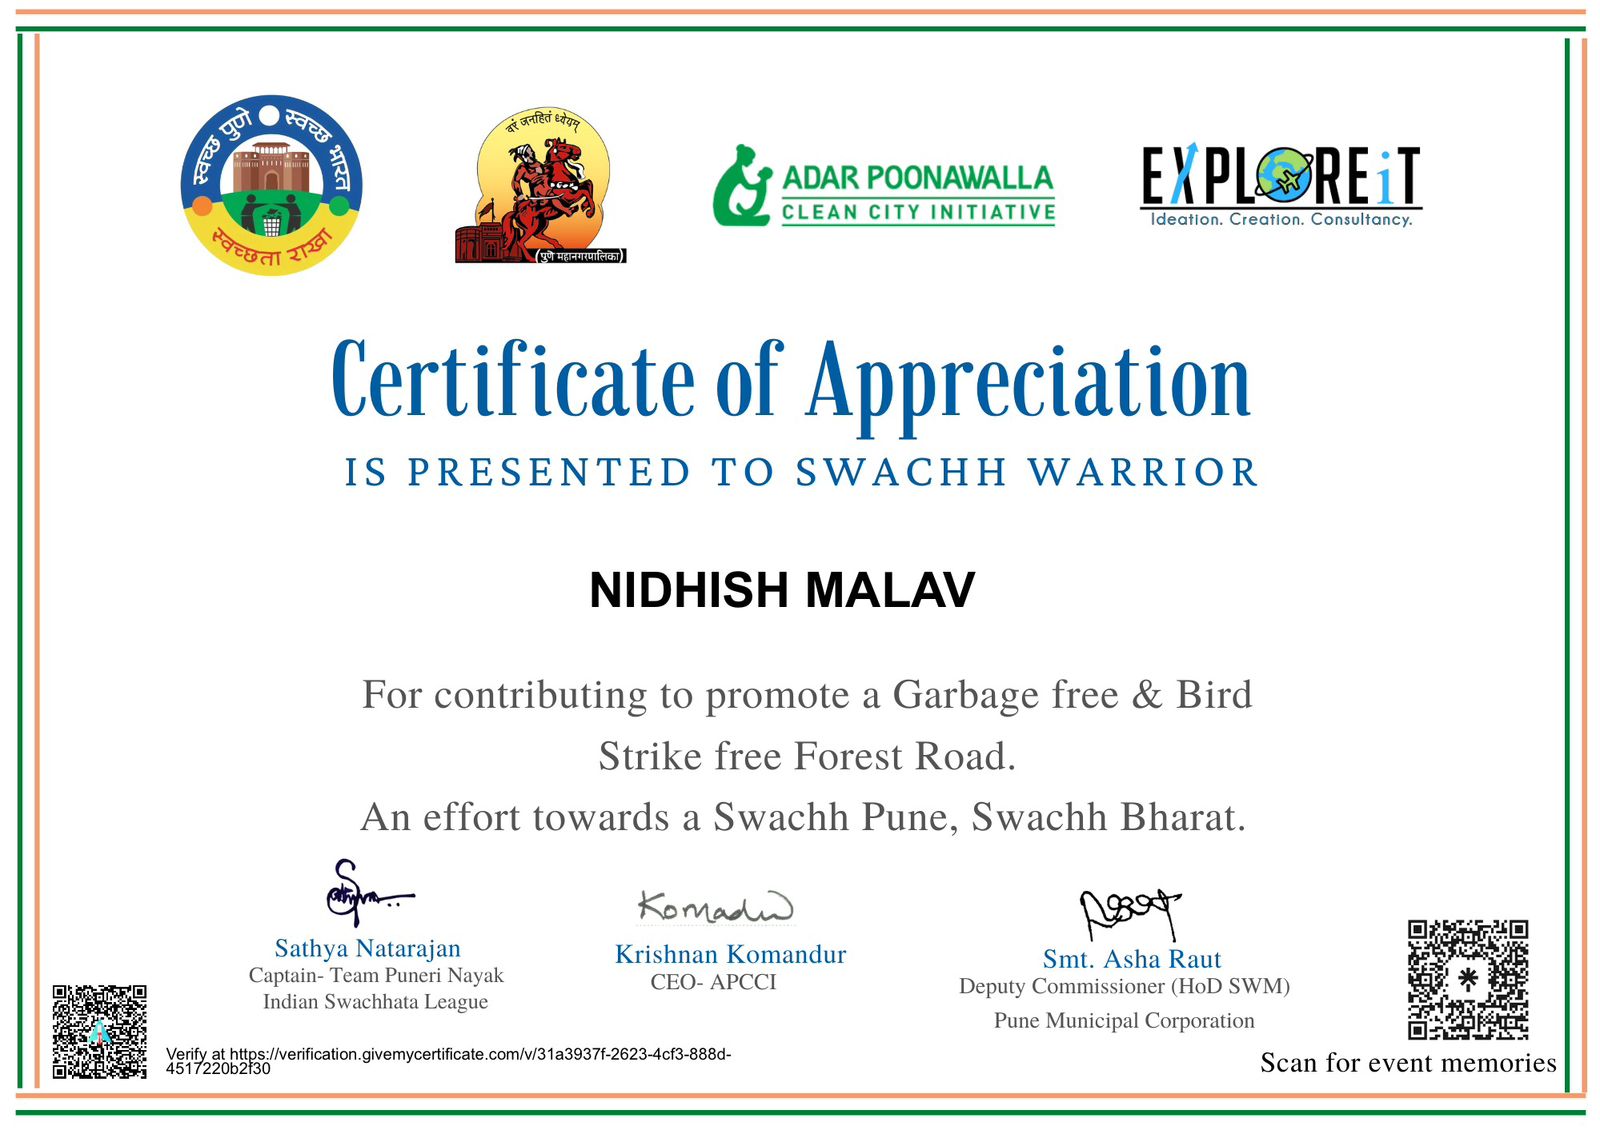 स्वच्छ पुणे स्वच्छ भारत
स्वच्छता राखा
वरं जनहितं ध्येयम्
(पुणे महानगरपालिका)
ADAR POONAWALLA
CLEAN CITY INITIATIVE
EXPLOREiT
Ideation. Creation. Consultancy.
Certificate of Appreciation
IS PRESENTED TO SWACHH WARRIOR
NIDHISH MALAV
For contributing to promote a Garbage free & Bird
Strike free Forest Road.
An effort towards a Swachh Pune, Swachh Bharat.
Komandur
Sathya Natarajan
Captain- Team Puneri Nayak
Indian Swachhata League
Krishnan Komandur
CEO- APCCI
Smt. Asha Raut
Deputy Commissioner (HoD SWM)
Pune Municipal Corporation
Verify at https://verification.givemycertificate.com/v/31a3937f-2623-4cf3-888d-
4517220b2f30
Scan for event memories